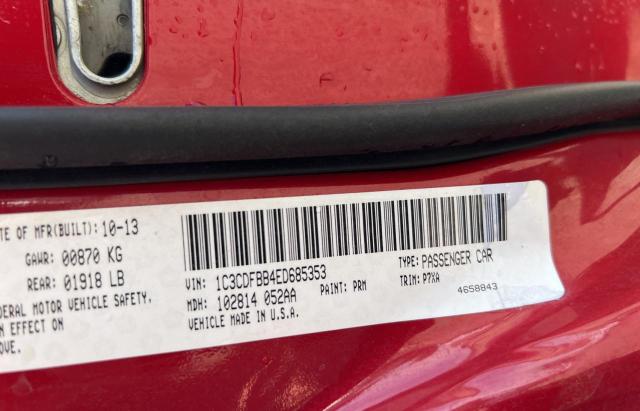 TE OF MFR(BUILT): 10-13
GAWR: 00870 KG
REAR: 01918 LB
DERAL MOTOR VEHICLE SAFETY,
N EFFECT ON
OVE.
VIN: 1C3CDFBB4ED685353
TYPE: PASSENGER CAR
MDH: 102814 052AA
PAINT: PRM
TRIM: P7XA
VEHICLE MADE IN U.S.A.
4658843